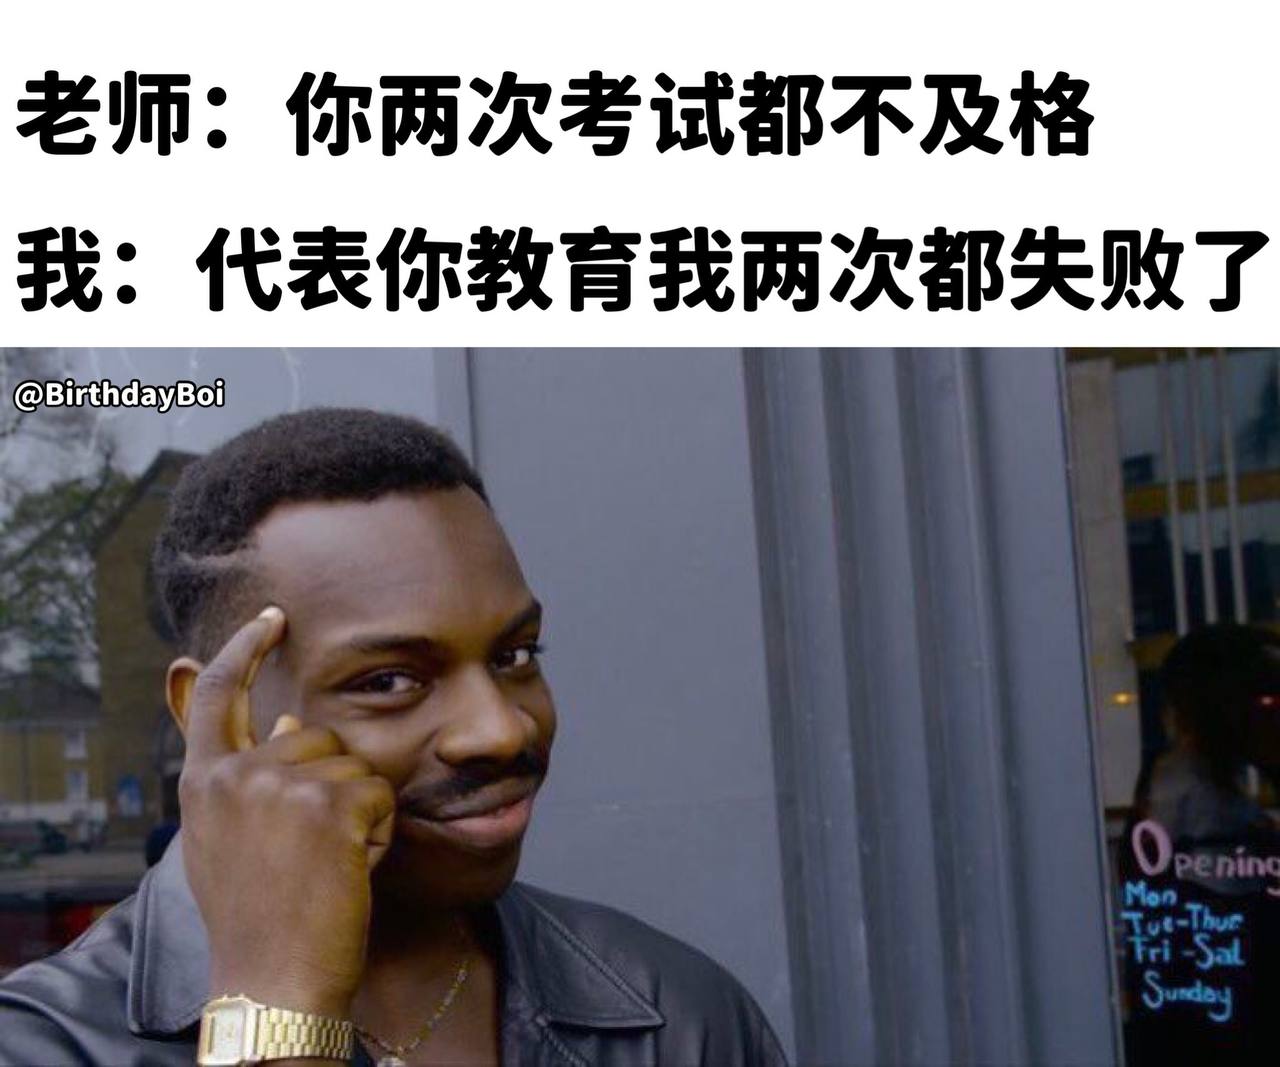 老师：你两次考试都不及格
我：代表你教育我两次都失败了
@BirthdayBoi
Opening
Mon
Tue-Thur
Fri-Sat
Sunday